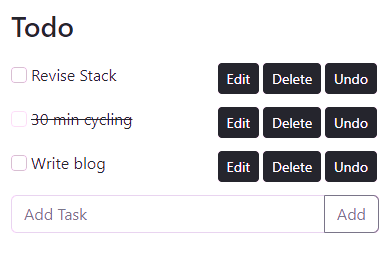 Todo
Revise Stack Edit Delete Undo
30 min cycling Edit Delete Undo
Write blog Edit Delete Undo
Add Task Add